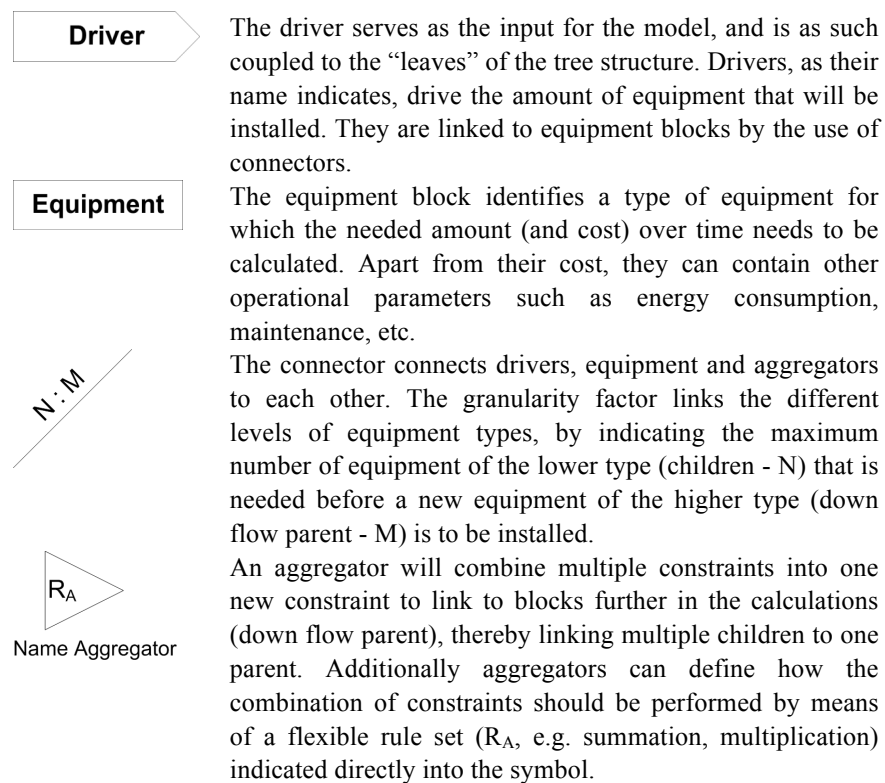 Driver
The driver serves as the input for the model, and is as such
coupled to the “leaves” of the tree structure. Drivers, as their
name indicates, drive the amount of equipment that will be
installed. They are linked to equipment blocks by the use of
connectors.
Equipment
The equipment block identifies a type of equipment for
which the needed amount (and cost) over time needs to be
calculated. Apart from their cost, they can contain other
operational parameters such as energy consumption,
maintenance, etc.
N : M
The connector connects drivers, equipment and aggregators
to each other. The granularity factor links the different
levels of equipment types, by indicating the maximum
number of equipment of the lower type (children - N) that is
needed before a new equipment of the higher type (down
flow parent - M) is to be installed.
RA
Name Aggregator
An aggregator will combine multiple constraints into one
new constraint to link to blocks further in the calculations
(down flow parent), thereby linking multiple children to one
parent. Additionally aggregators can define how the
combination of constraints should be performed by means
of a flexible rule set (RA, e.g. summation, multiplication)
indicated directly into the symbol.